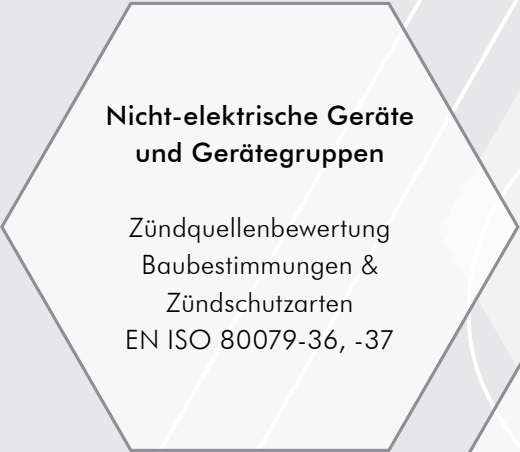 Nicht-elektrische Geräte
und Gerätegruppen
Zündquellenbewertung
Baubestimmungen &
Zündschutzarten
EN ISO 80079-36, -37